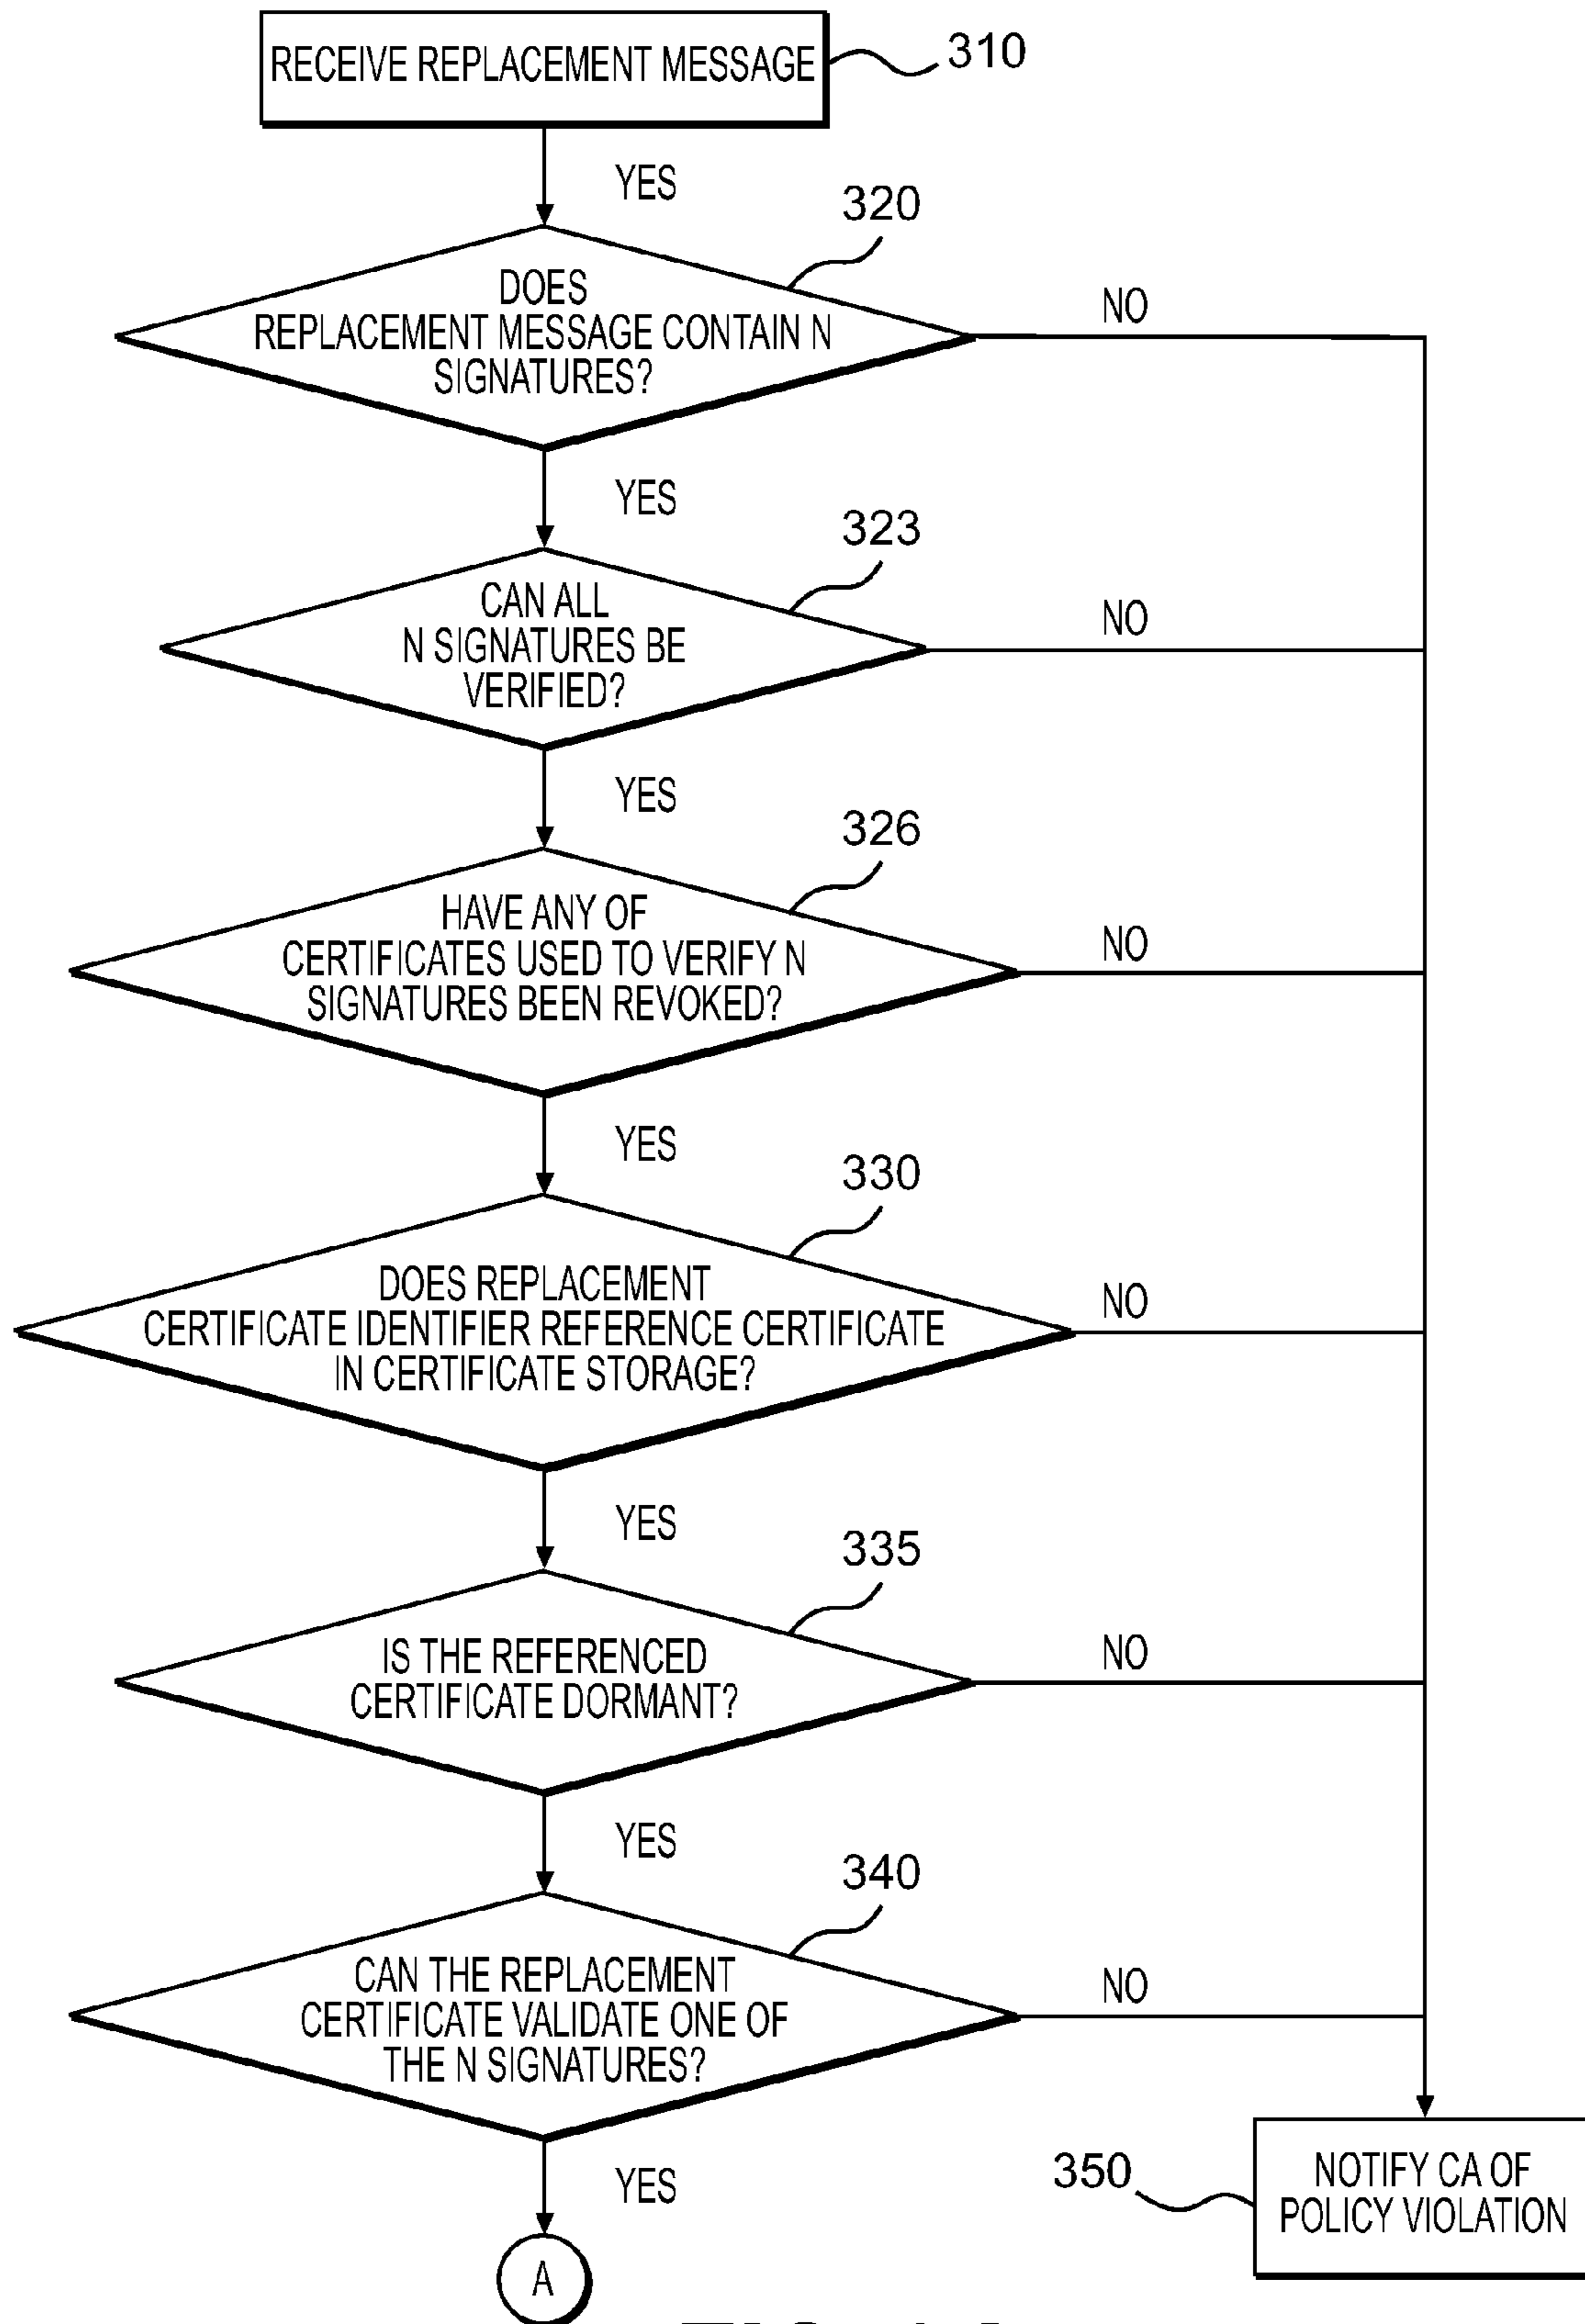 RECEIVE REPLACEMENT MESSAGE
310
YES
320
DOES
REPLACEMENT MESSAGE CONTAIN N
SIGNATURES?
NO
YES
323
CAN ALL
N SIGNATURES BE
VERIFIED?
NO
YES
326
HAVE ANY OF
CERTIFICATES USED TO VERIFY N
SIGNATURES BEEN REVOKED?
NO
YES
330
DOES REPLACEMENT
CERTIFICATE IDENTIFIER REFERENCE CERTIFICATE
IN CERTIFICATE STORAGE?
NO
YES
335
IS THE REFERENCED
CERTIFICATE DORMANT?
NO
YES
340
CAN THE REPLACEMENT
CERTIFICATE VALIDATE ONE OF
THE N SIGNATURES?
NO
YES
350
NOTIFY CA OF
POLICY VIOLATION
A